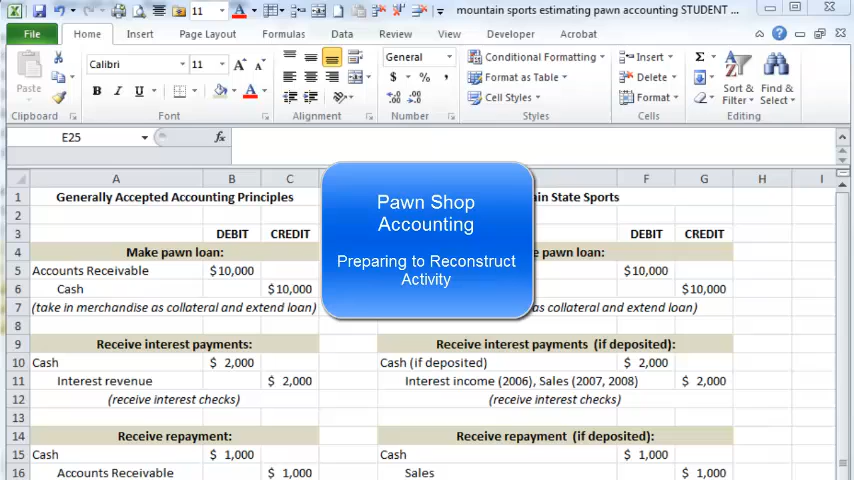 mountain sports estimating pawn accounting STUDENT ...
11
File Home Insert Page Layout Formulas Data Review View Developer Acrobat
Calibri 11 General Conditional Formatting Insert
Paste B I U $ % , Format as Table Delete Sort & Filter Find & Select
Cell Styles Format
Clipboard Font Alignment Number Styles Cells Editing
E25 fx
A B C F G H I
1 Generally Accepted Accounting Principles in State Sports
2
3 DEBIT CREDIT DEBIT CREDIT
4 Make pawn loan: pawn loan:
5 Accounts Receivable $10,000 $10,000
6 Cash $10,000 $10,000
7 (take in merchandise as collateral and extend loan) as collateral and extend loan)
8
9 Receive interest payments: Receive interest payments (if deposited):
10 Cash $ 2,000 Cash (if deposited) $ 2,000
11 Interest revenue $ 2,000 Interest income (2006), Sales (2007, 2008) $ 2,000
12 (receive interest checks) (receive interest checks)
13
14 Receive repayment: Receive repayment (if deposited):
15 Cash $ 1,000 Cash $ 1,000
16 Accounts Receivable $ 1,000 Sales $ 1,000
Pawn Shop
Accounting
Preparing to Reconstruct
Activity